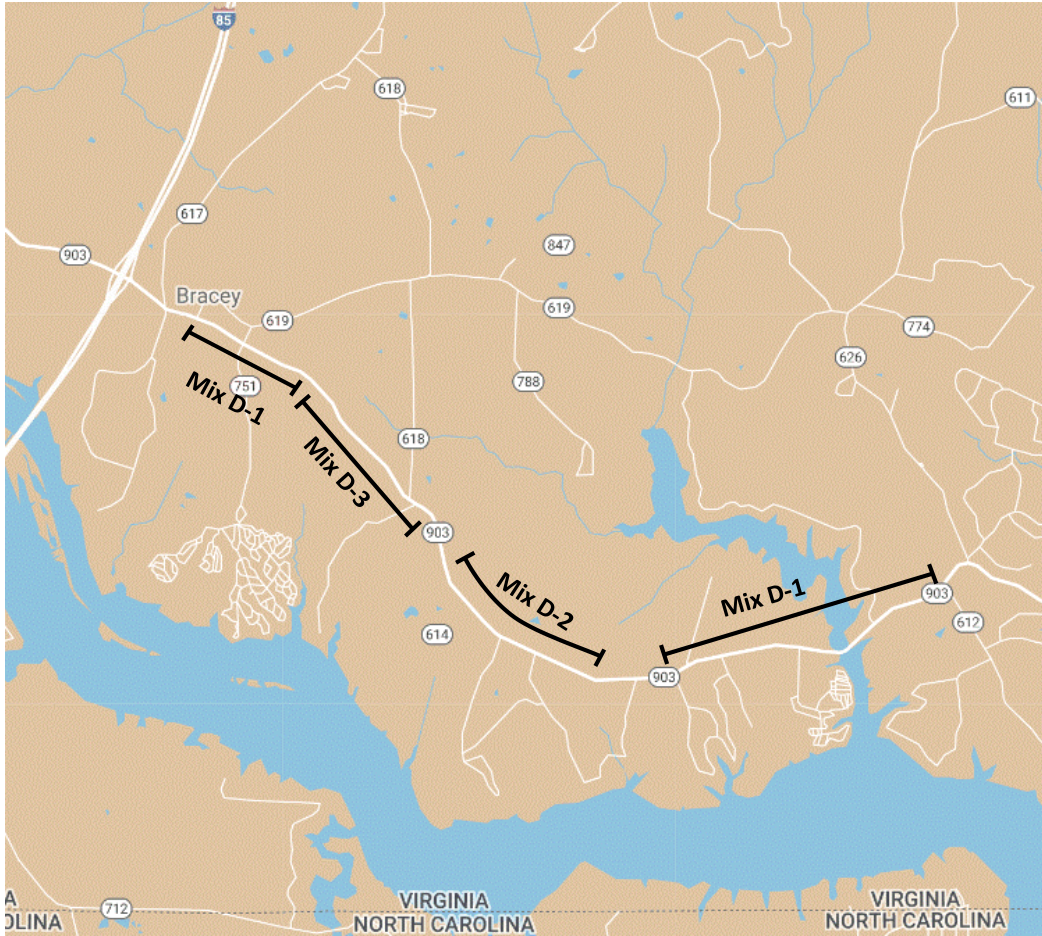 85
618
611
617
903
847
Bracey
619
619
774
626
751
788
Mix D-1
618
Mix D-3
903
Mix D-2
Mix D-1
903
612
614
903
A
OLINA
712
VIRGINIA
NORTH CAROLINA
VIRGINIA
NORTH CAROLINA